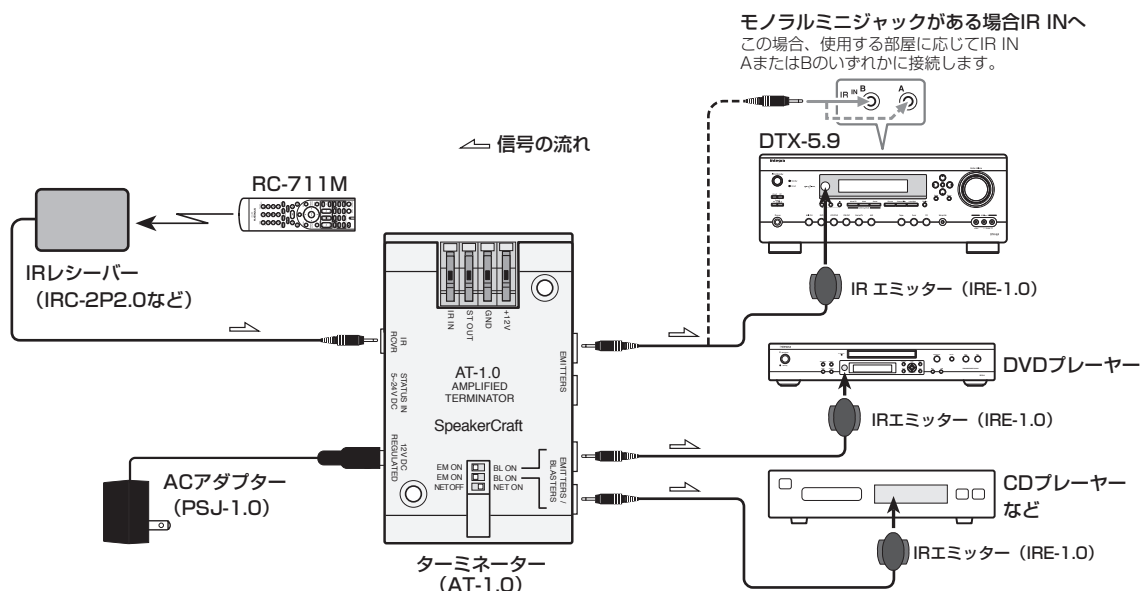 モノラルミニジャックがある場合IR INへ
この場合、使用する部屋に応じてIR IN
AまたはBのいずれかに接続します。
IR IN B A
信号の流れ
DTX-5.9
RC-711M
IRレシーバー
（IRC-2P2.0など）
IR エミッター（IRE-1.0）
IR IN
ST OUT
GND
+12V
IR RCVR
EMITTERS
AT-1.0
AMPLIFIED
TERMINATOR
STATUS IN
5~24V DC
SpeakerCraft
DVDプレーヤー
IRエミッター（IRE-1.0）
12V DC
REGULATED
EM ON BL ON
EM ON BL ON
NET OFF NET ON
EMITTERS /
BLASTERS
ACアダプター
（PSJ-1.0）
CDプレーヤー
など
IRエミッター（IRE-1.0）
ターミネーター
（AT-1.0）